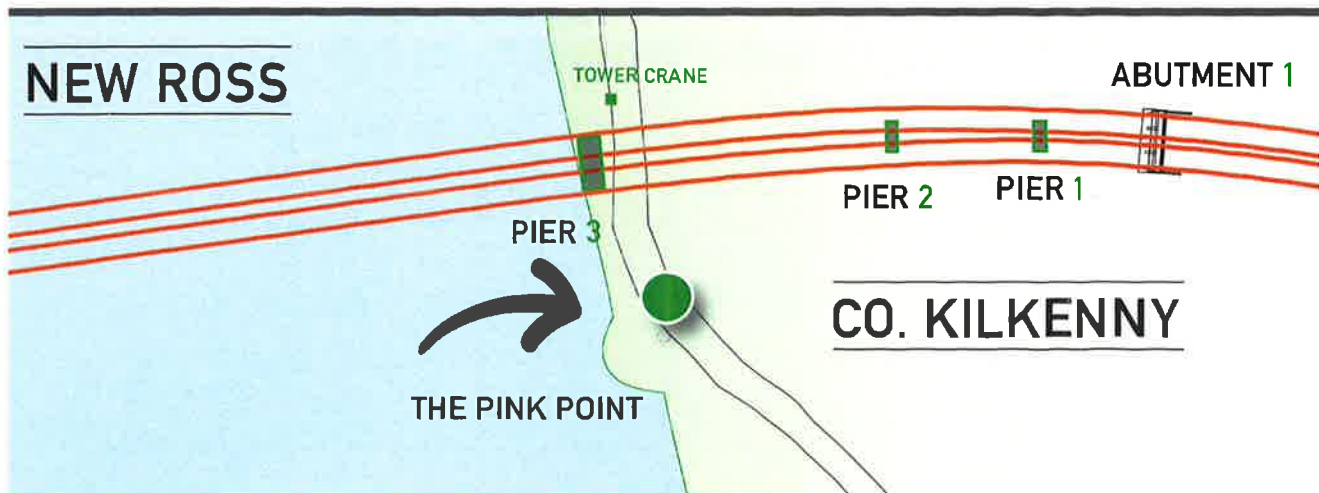 NEW ROSS
TOWER CRANE
ABUTMENT 1
PIER 2
PIER 1
PIER 3
CO. KILKENNY
THE PINK POINT